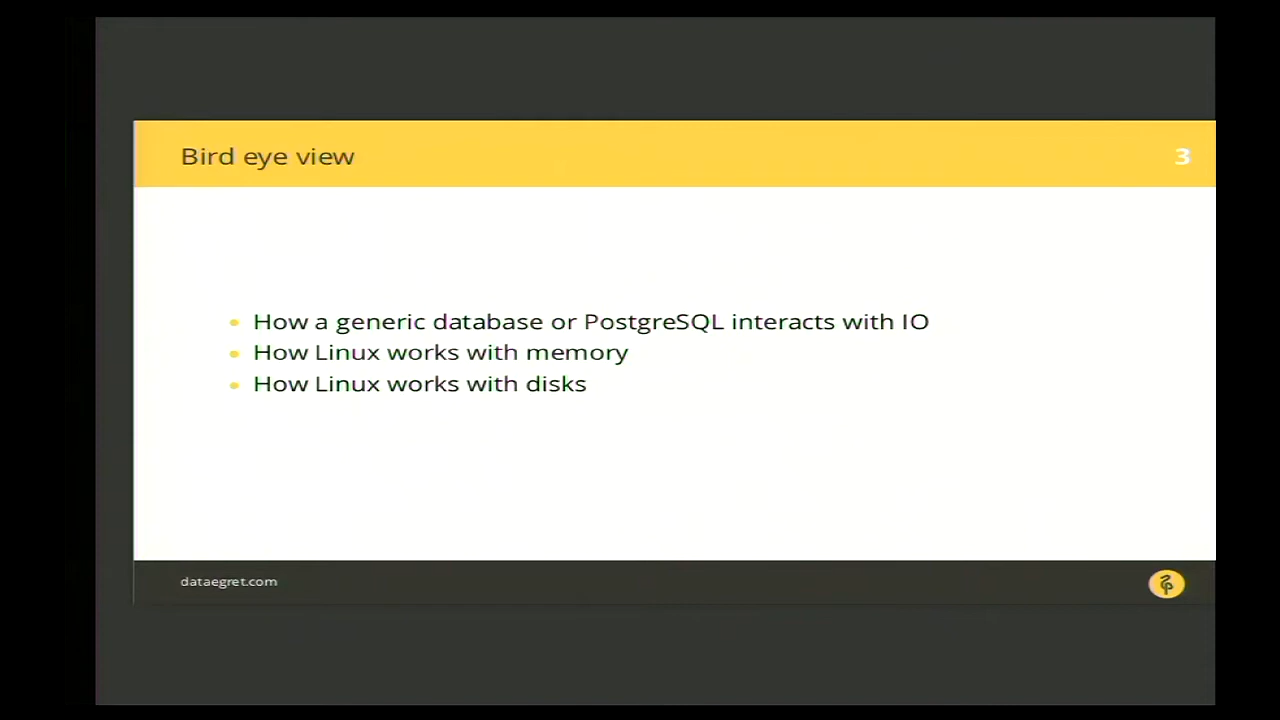 Bird eye view
3
How a generic database or PostgreSQL interacts with IO
How Linux works with memory
How Linux works with disks
dataegret.com